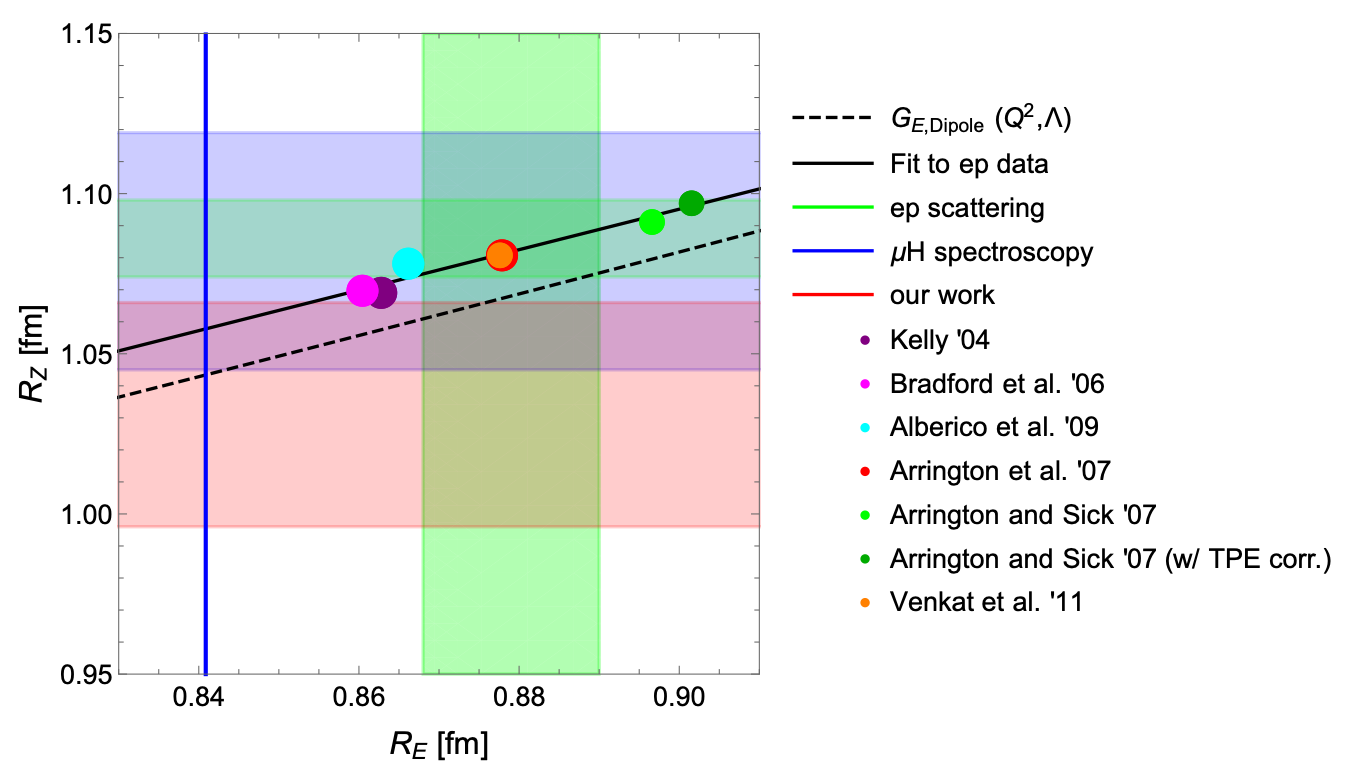 1.15
1.10
1.05
1.00
0.95
R_Z [fm]
0.84 0.86 0.88 0.90
R_E [fm]
G_E,Dipole (Q², Λ)
Fit to ep data
ep scattering
μH spectroscopy
our work
Kelly '04
Bradford et al. '06
Alberico et al. '09
Arrington et al. '07
Arrington and Sick '07
Arrington and Sick '07 (w/ TPE corr.)
Venkat et al. '11